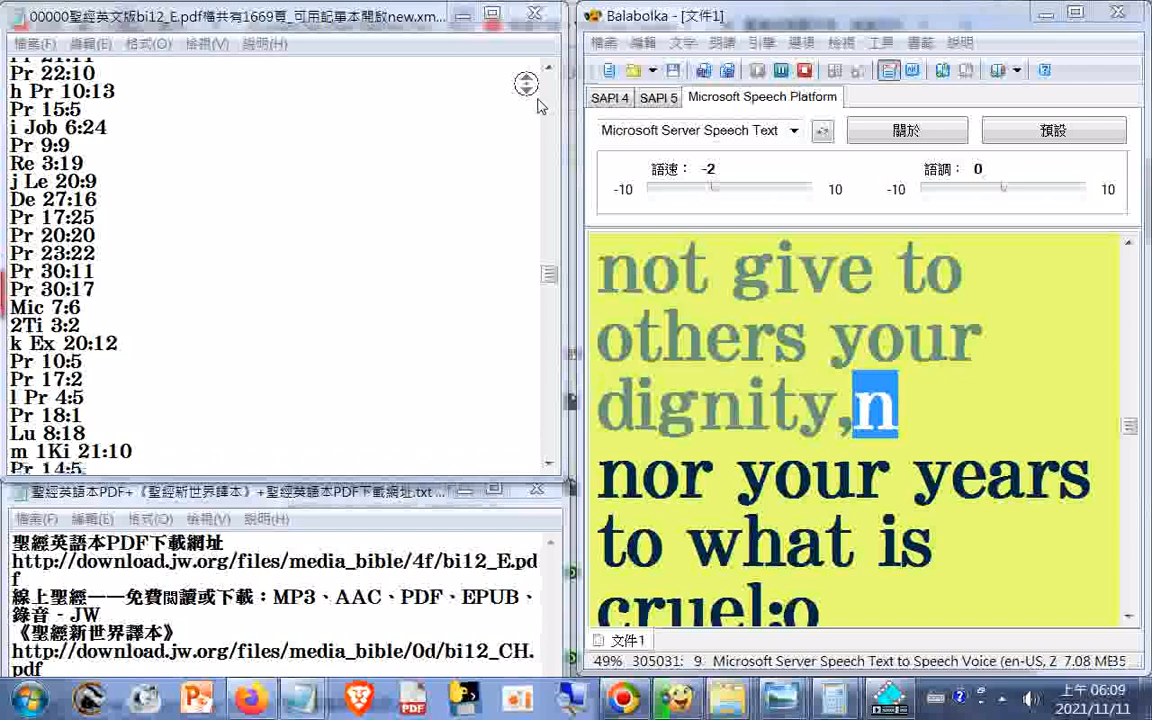 00000聖經英文版bi12_E.pdf檔共有1669頁_可用記事本開啟new.xm...
檔案(F) 編輯(E) 格式(O) 檢視(V) 說明(H)
Pr 21:11
Pr 22:10
h Pr 10:13
Pr 15:5
i Job 6:24
Pr 9:9
Re 3:19
j Le 20:9
De 27:16
Pr 17:25
Pr 20:20
Pr 23:22
Pr 30:11
Pr 30:17
Mic 7:6
2Ti 3:2
k Ex 20:12
Pr 10:5
Pr 17:2
l Pr 4:5
Pr 18:1
Lu 8:18
m 1Ki 21:10
Pr 14:5
聖經英語本PDF+《聖經新世界譯本》+聖經英語本PDF下載網址.txt ...
檔案(F) 編輯(E) 格式(O) 檢視(V) 說明(H)
聖經英語本PDF下載網址
http://download.jw.org/files/media_bible/4f/bi12_E.pd
f
線上聖經——免費閱讀或下載：MP3、AAC、PDF、EPUB、
錄音 - JW
《聖經新世界譯本》
http://download.jw.org/files/media_bible/0d/bi12_CH.
pdf
Balabolka - [文件1]
檔案 編輯 文字 朗讀 引擎 選項 檢視 工具 書籤 說明
SAPI 4 SAPI 5 Microsoft Speech Platform
Microsoft Server Speech Text 關於 預設
語速： -2 語調： 0
-10 10 -10 10
not give to
others your
dignity,n
nor your years
to what is
cruel;o
文件1
49% 305031: 9 Microsoft Server Speech Text to Speech Voice (en-US, Z 7.08 MB
上午 06:09
2021/11/11